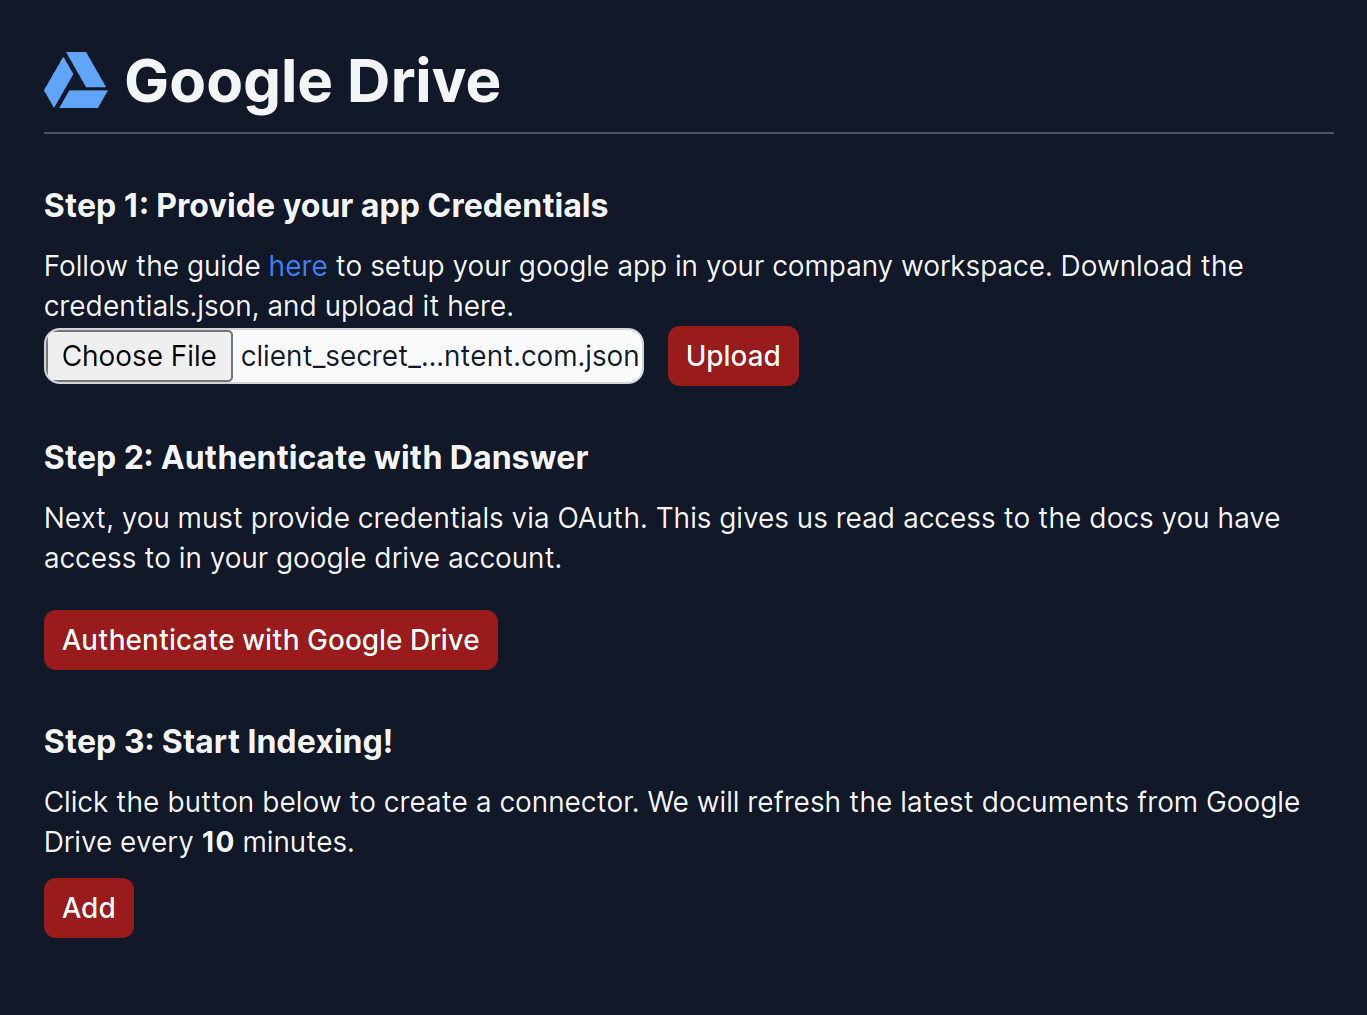 Google Drive
Step 1: Provide your app Credentials
Follow the guide here to setup your google app in your company workspace. Download the
credentials.json, and upload it here.
Choose File client_secret_...ntent.com.json Upload
Step 2: Authenticate with Danswer
Next, you must provide credentials via OAuth. This gives us read access to the docs you have
access to in your google drive account.
Authenticate with Google Drive
Step 3: Start Indexing!
Click the button below to create a connector. We will refresh the latest documents from Google
Drive every 10 minutes.
Add